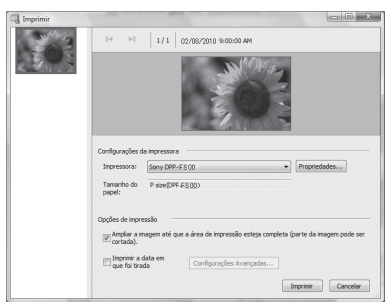 Imprimir
1 / 1 02/08/2010 9:00:00 AM
Configurações da impressora
Impressora: Sony DPP-F800 Propriedades...
Tamanho do papel: P size(DPF-F800)
Opções de impressão
Ampliar a imagem até que a área de impressão esteja completa (parte da imagem pode ser
cortada).
Imprimir a data em
que foi tirada Configurações Avançadas...
Imprimir Cancelar